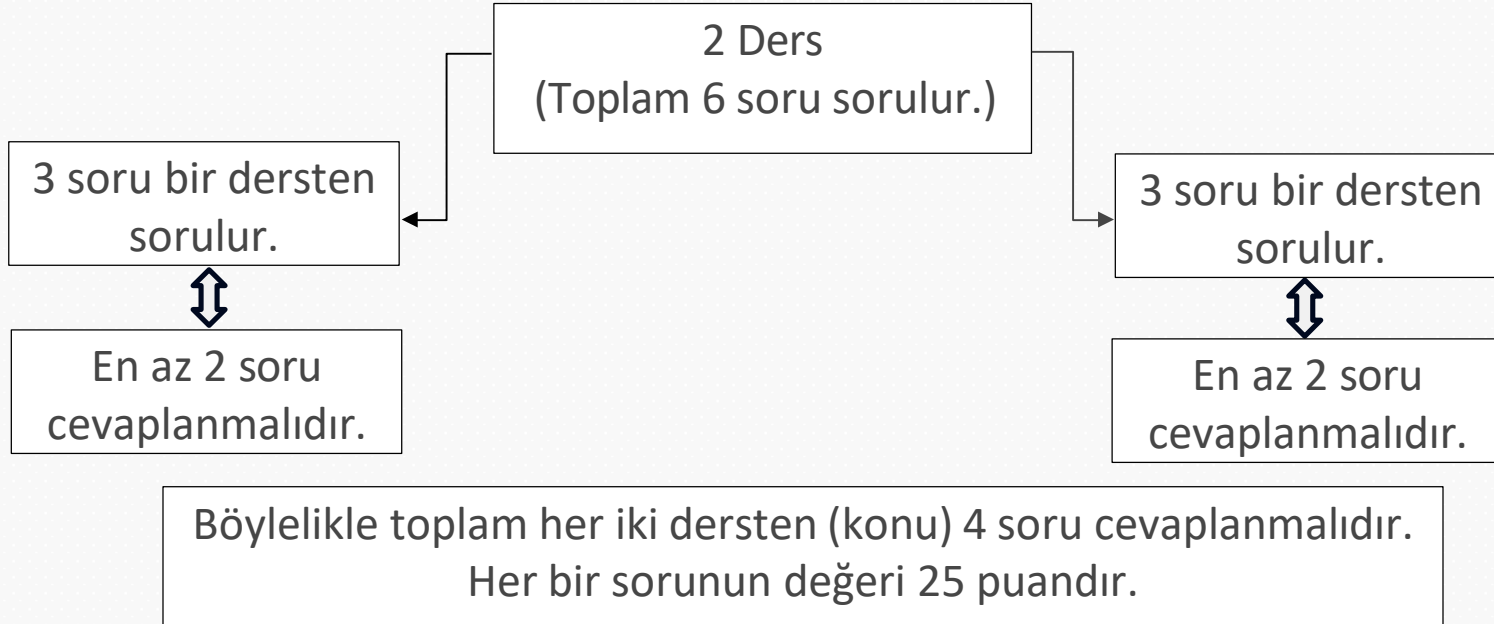 2 Ders
(Toplam 6 soru sorulur.)
3 soru bir dersten
sorulur.
3 soru bir dersten
sorulur.
En az 2 soru
cevaplanmalıdır.
En az 2 soru
cevaplanmalıdır.
Böylelikle toplam her iki dersten (konu) 4 soru cevaplanmalıdır.
Her bir sorunun değeri 25 puandır.